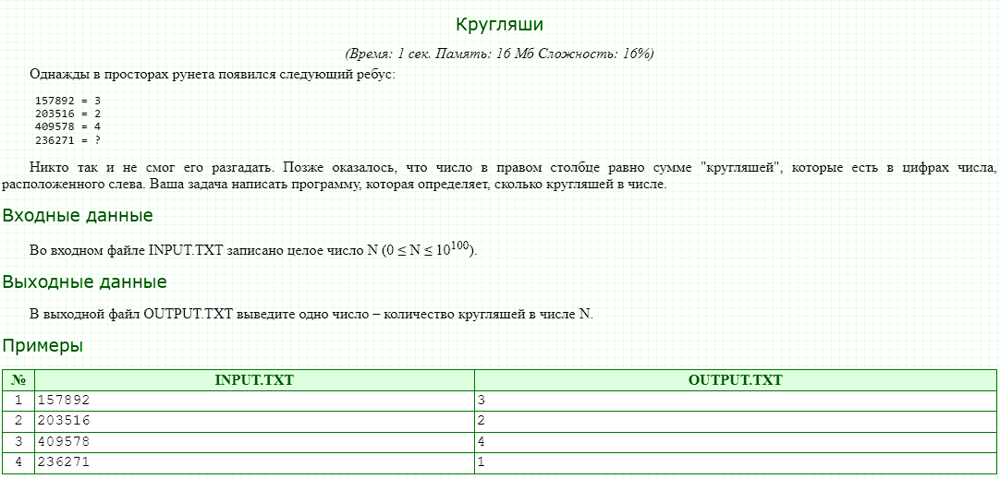 Кругляши
(Время: 1 сек. Память: 16 Мб Сложность: 16%)
Однажды в просторах рунета появился следующий ребус:
157892 = 3
203516 = 2
409578 = 4
236271 = ?
Никто так и не смог его разгадать. Позже оказалось, что число в правом столбце равно сумме "кругляшей", которые есть в цифрах числа,
расположенного слева. Ваша задача написать программу, которая определяет, сколько кругляшей в числе.
Входные данные
Во входном файле INPUT.TXT записано целое число N (0 ≤ N ≤ 10^100).
Выходные данные
В выходной файл OUTPUT.TXT выведите одно число – количество кругляшей в числе N.
Примеры
№ INPUT.TXT OUTPUT.TXT
1 157892 3
2 203516 2
3 409578 4
4 236271 1